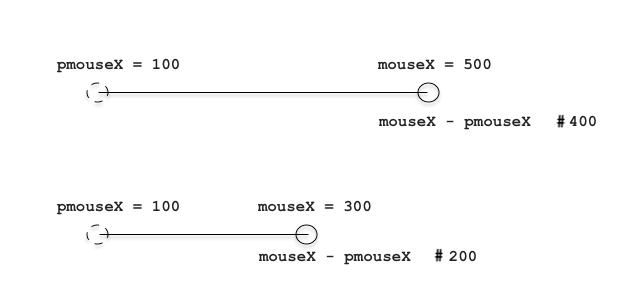 pmouseX = 100 mouseX = 500
mouseX - pmouseX #400
pmouseX = 100 mouseX = 300
mouseX - pmouseX #200